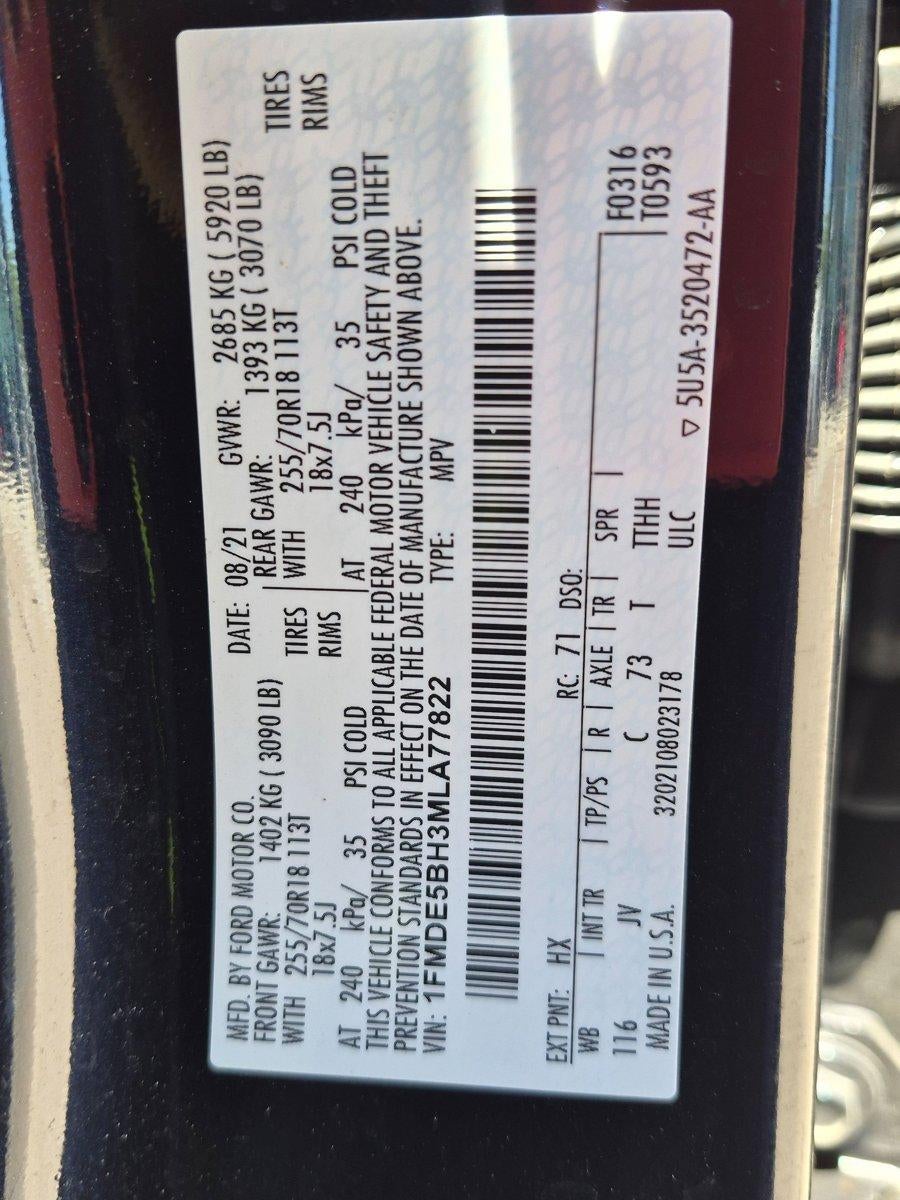 MFD. BY FORD MOTOR CO. DATE: 08/21 GVWR: 2685 KG ( 5920 LB)
FRONT GAWR: 1402 KG ( 3090 LB) REAR GAWR: 1393 KG ( 3070 LB)
WITH 255/70R18 113T TIRES WITH 255/70R18 113T TIRES
18x7.5J RIMS 18x7.5J RIMS
AT 240 kPa/ 35 PSI COLD AT 240 kPa/ 35 PSI COLD
THIS VEHICLE CONFORMS TO ALL APPLICABLE FEDERAL MOTOR VEHICLE SAFETY AND THEFT
PREVENTION STANDARDS IN EFFECT ON THE DATE OF MANUFACTURE SHOWN ABOVE.
VIN: 1FMDE5BH3MLA77822 TYPE: MPV
EXT PNT: HX RC: 71 DSO:
WB INT TR TP/PS R AXLE TR SPR F0316
116 JV C 73 T TTHH T0593
MADE IN U.S.A. 320210802317​8 ULC ▽ 5U5A-3520472-AA